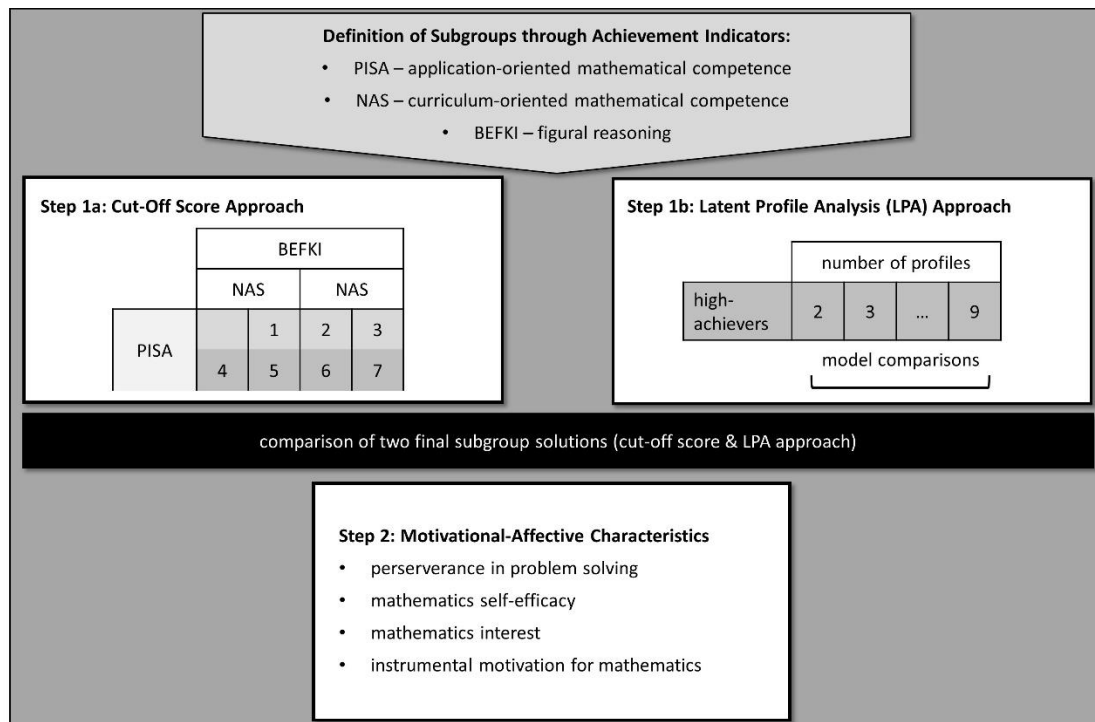 Definition of Subgroups through Achievement Indicators:
• PISA – application-oriented mathematical competence
• NAS – curriculum-oriented mathematical competence
• BEFKI – figural reasoning
Step 1a: Cut-Off Score Approach
BEFKI
NAS NAS
PISA
1 2 3
4 5 6 7
Step 1b: Latent Profile Analysis (LPA) Approach
number of profiles
high-
achievers
2 3 ... 9
model comparisons
comparison of two final subgroup solutions (cut-off score & LPA approach)
Step 2: Motivational-Affective Characteristics
• perserverance in problem solving
• mathematics self-efficacy
• mathematics interest
• instrumental motivation for mathematics